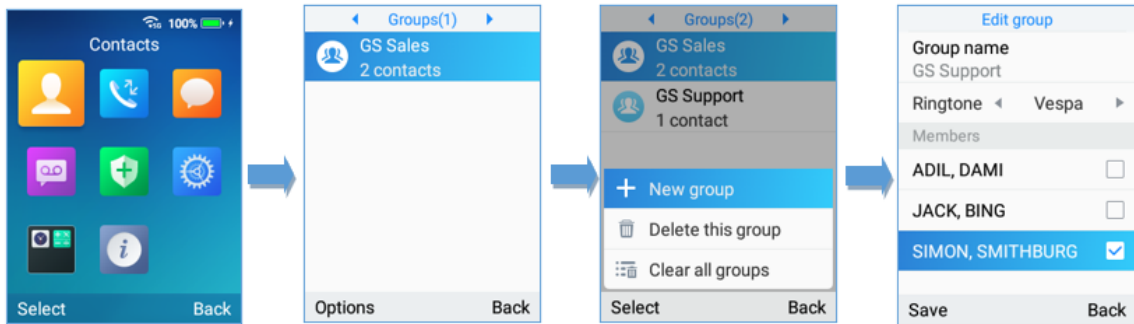 5G 100%
Contacts
Select Back
Groups(1)
GS Sales
2 contacts
Options Back
Groups(2)
GS Sales
2 contacts
GS Support
1 contact
New group
Delete this group
Clear all groups
Select Back
Edit group
Group name
GS Support
Ringtone Vespa
Members
ADIL, DAMI
JACK, BING
SIMON, SMITHBURG
Save Back